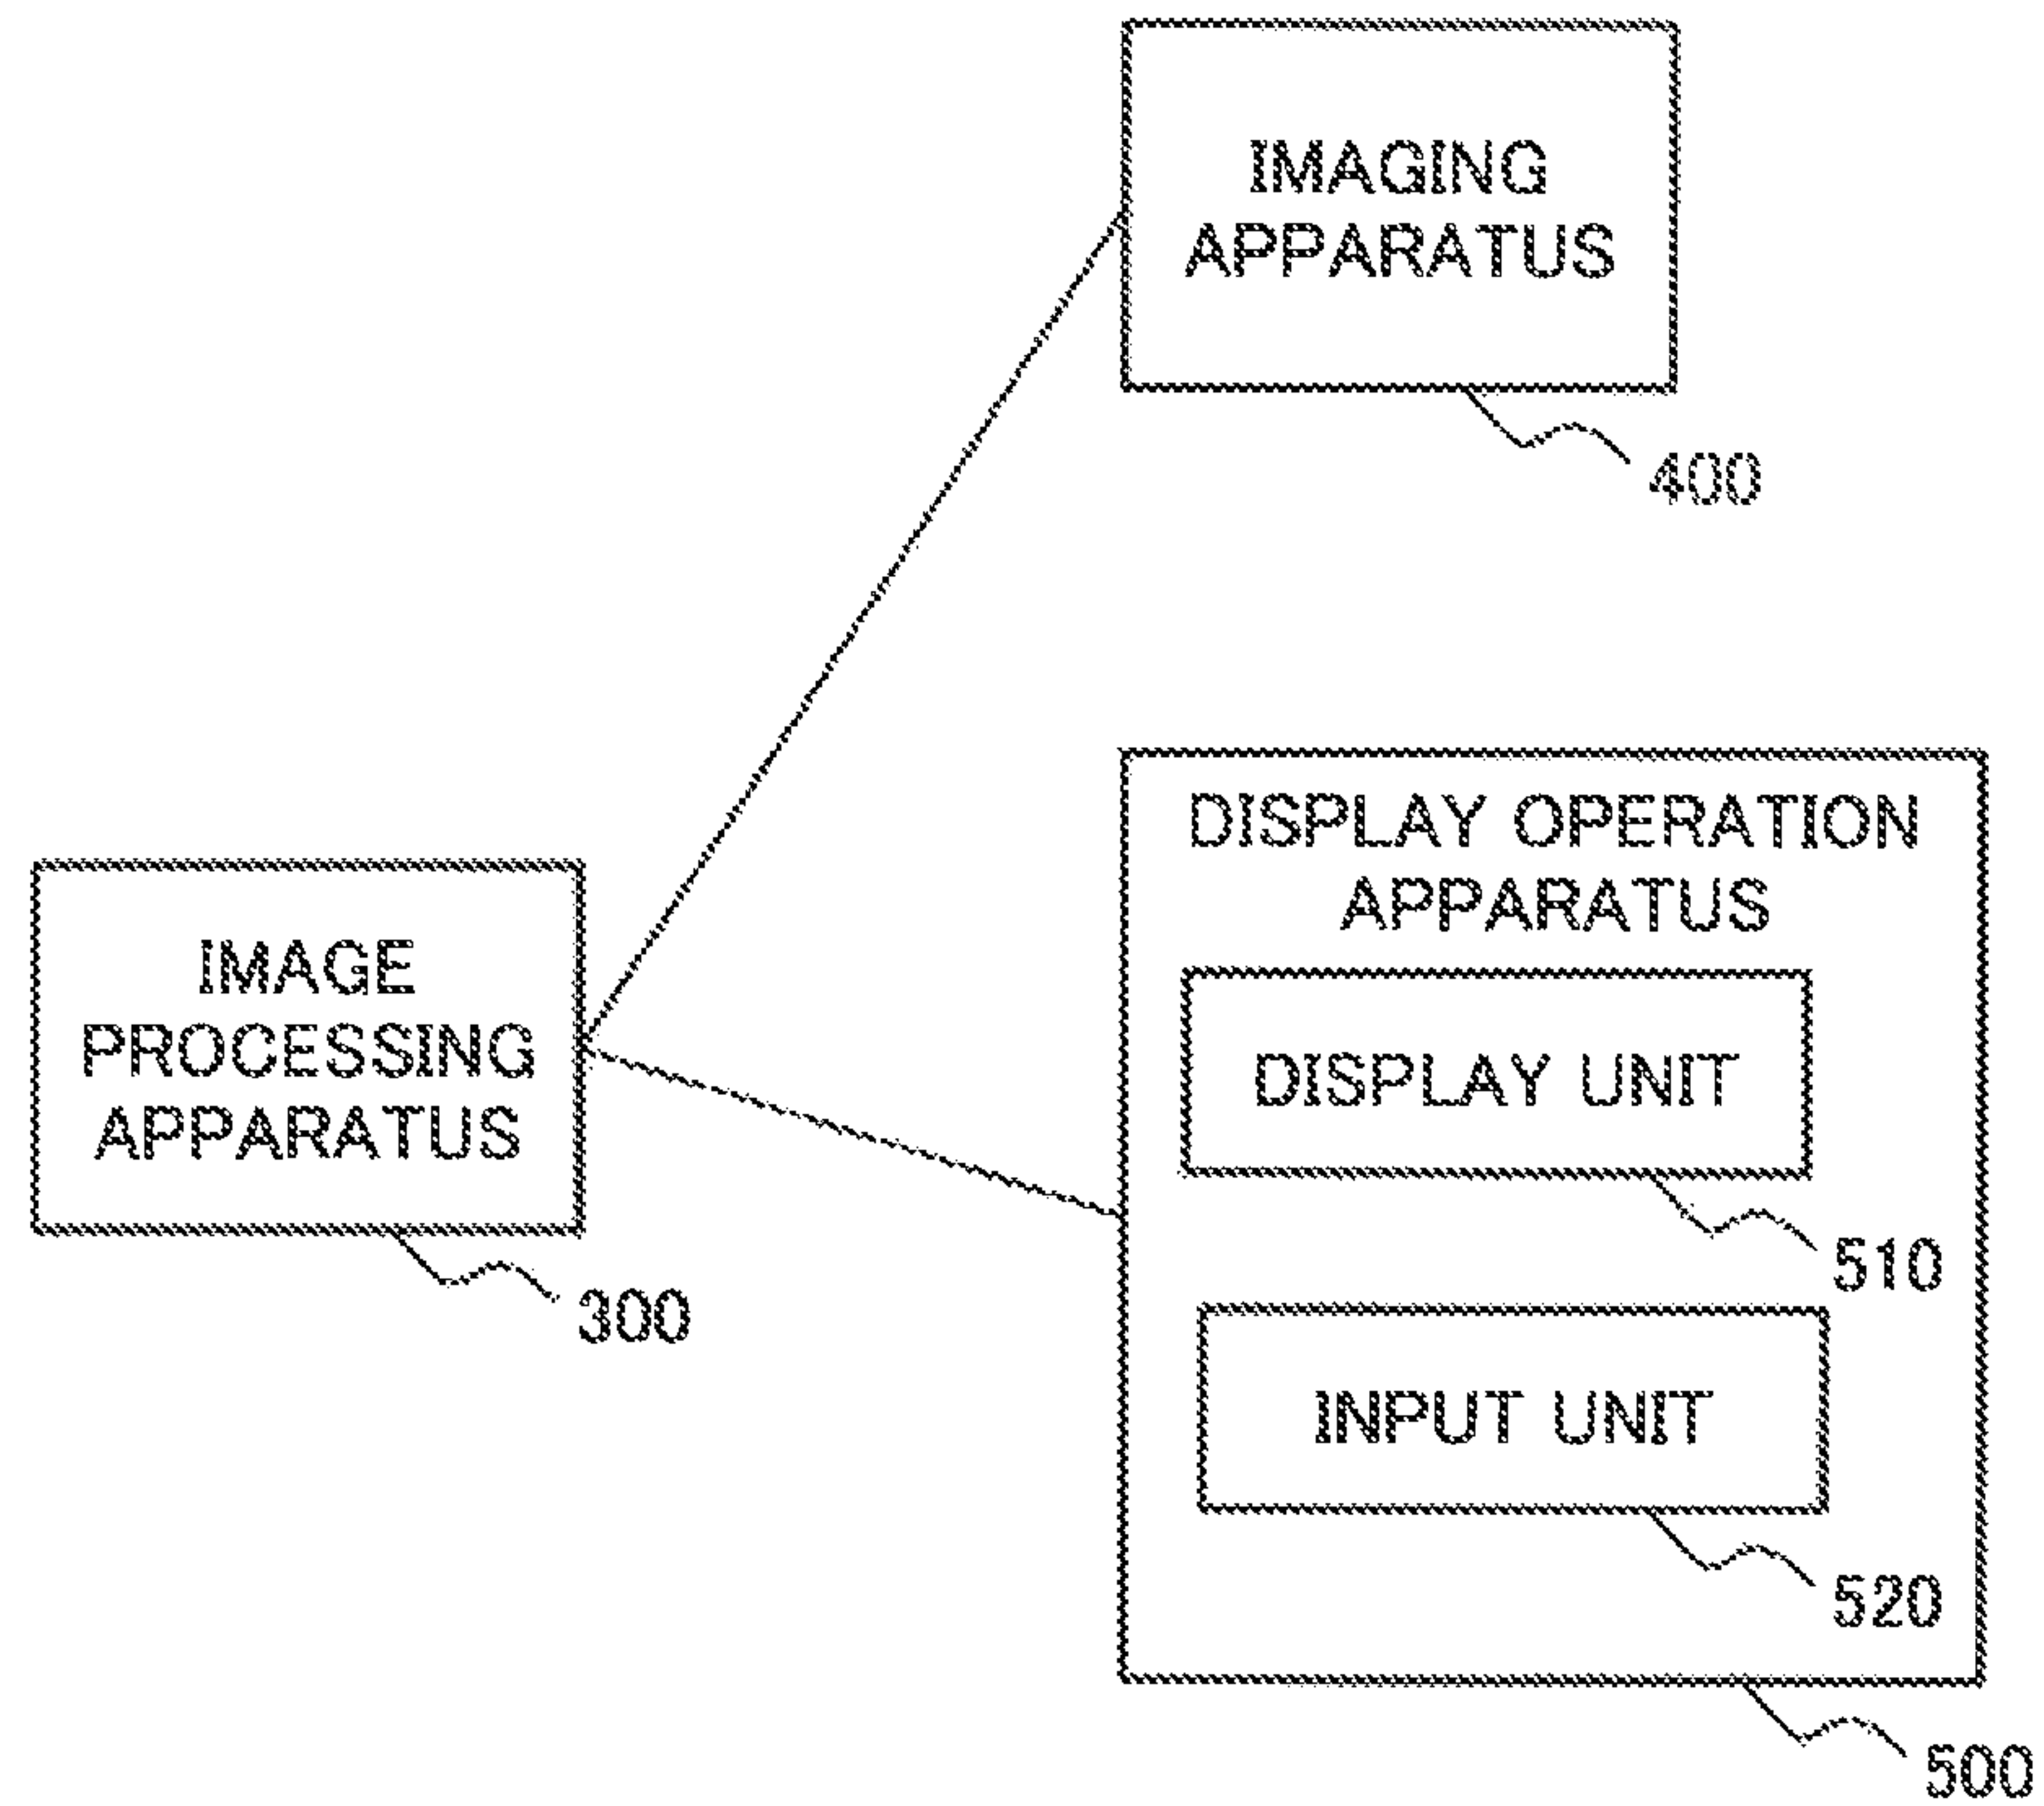 IMAGING
APPARATUS
400
DISPLAY OPERATION
APPARATUS
IMAGE
PROCESSING
APPARATUS
300
DISPLAY UNIT
510
INPUT UNIT
520
500